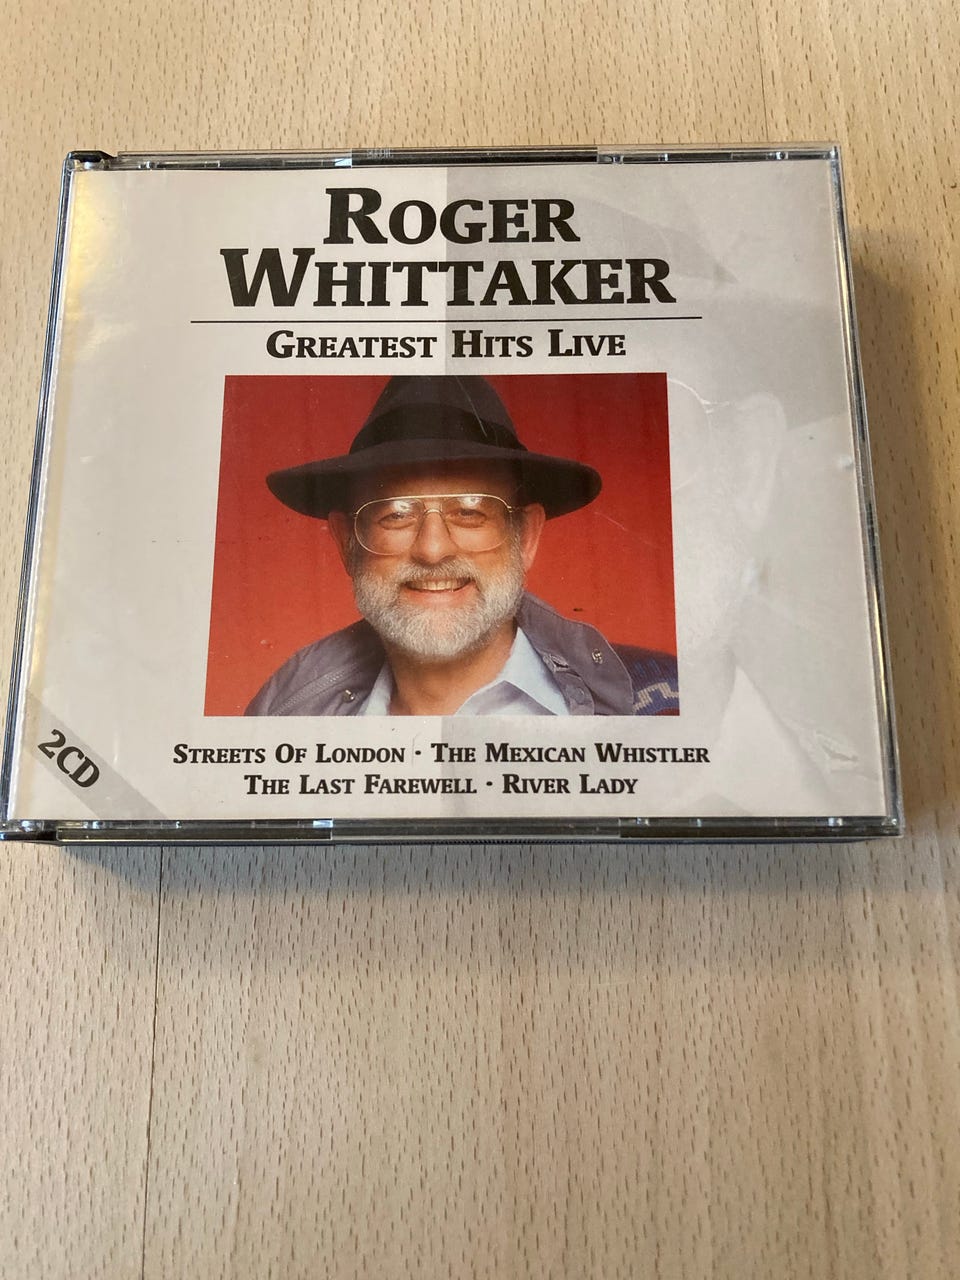 ROGER
WHITTAKER
GREATEST HITS LIVE
2CD
STREETS OF LONDON · THE MEXICAN WHISTLER
THE LAST FAREWELL · RIVER LADY